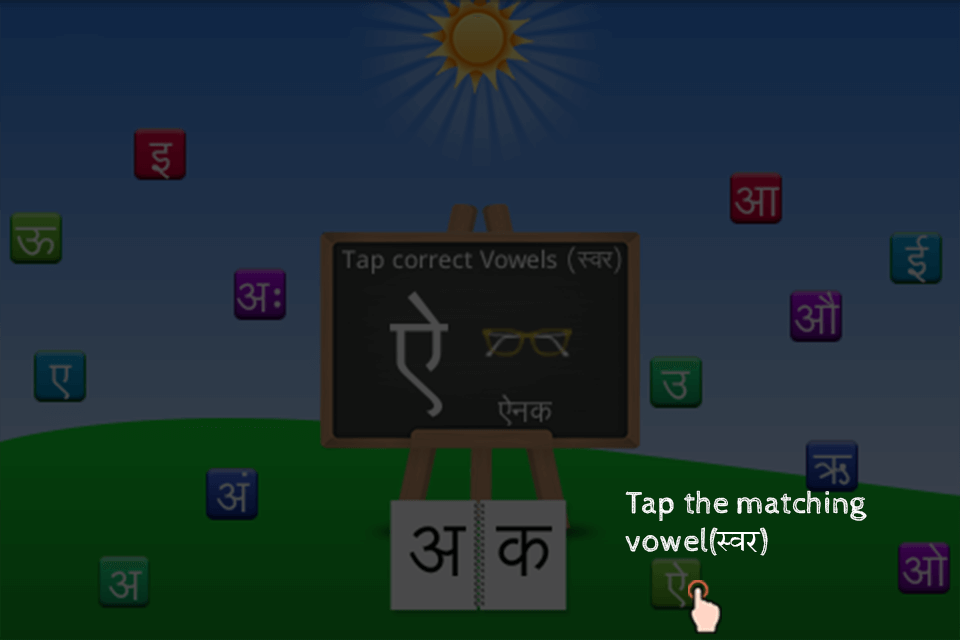 इ
आ
ऊ
ई
Tap correct Vowels (स्वर)
अः
औ
ऐ
ए
उ
ऐनक
ऋ
अं
Tap the matching
vowel(स्वर)
अ क
अ
ऐ
ओ